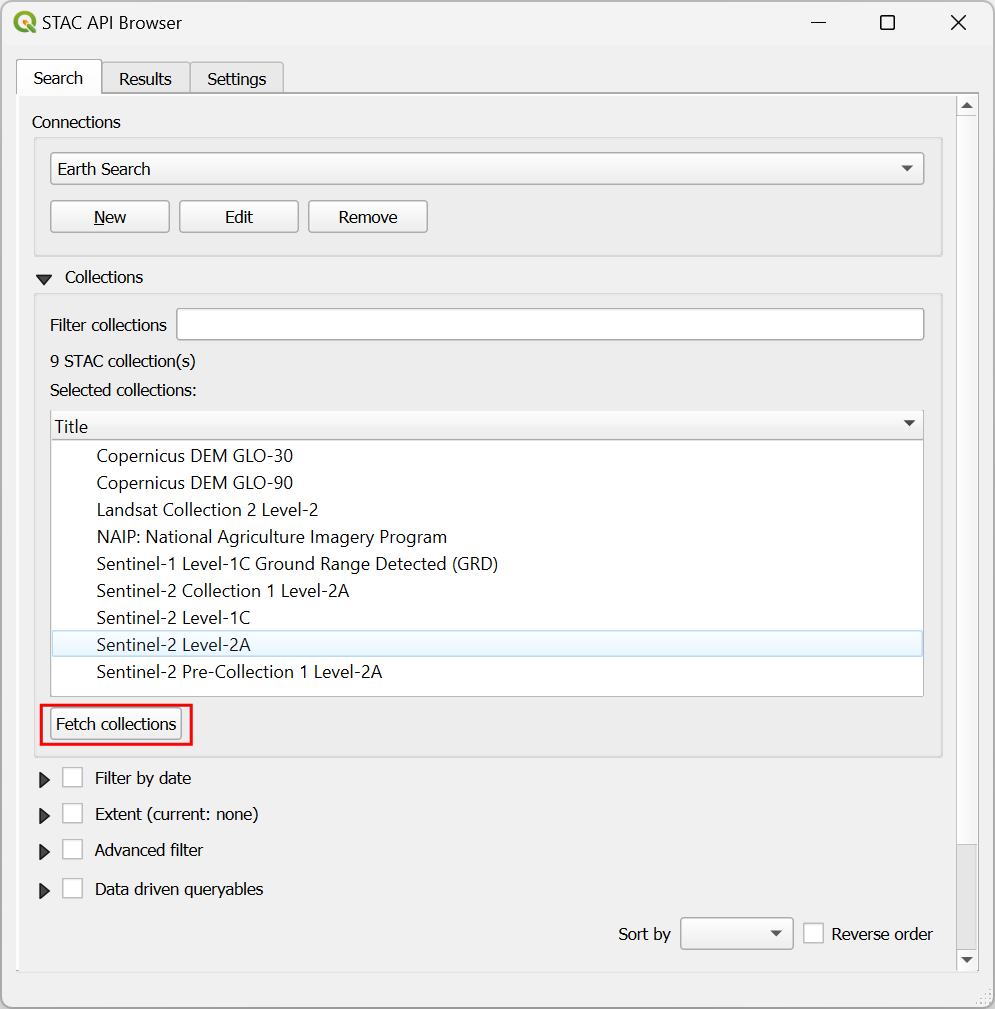 STAC API Browser
Search Results Settings
Connections
Earth Search
New Edit Remove
Collections
Filter collections
9 STAC collection(s)
Selected collections:
Title
Copernicus DEM GLO-30
Copernicus DEM GLO-90
Landsat Collection 2 Level-2
NAIP: National Agriculture Imagery Program
Sentinel-1 Level-1C Ground Range Detected (GRD)
Sentinel-2 Collection 1 Level-2A
Sentinel-2 Level-1C
Sentinel-2 Level-2A
Sentinel-2 Pre-Collection 1 Level-2A
Fetch collections
Filter by date
Extent (current: none)
Advanced filter
Data driven queryables
Sort by Reverse order